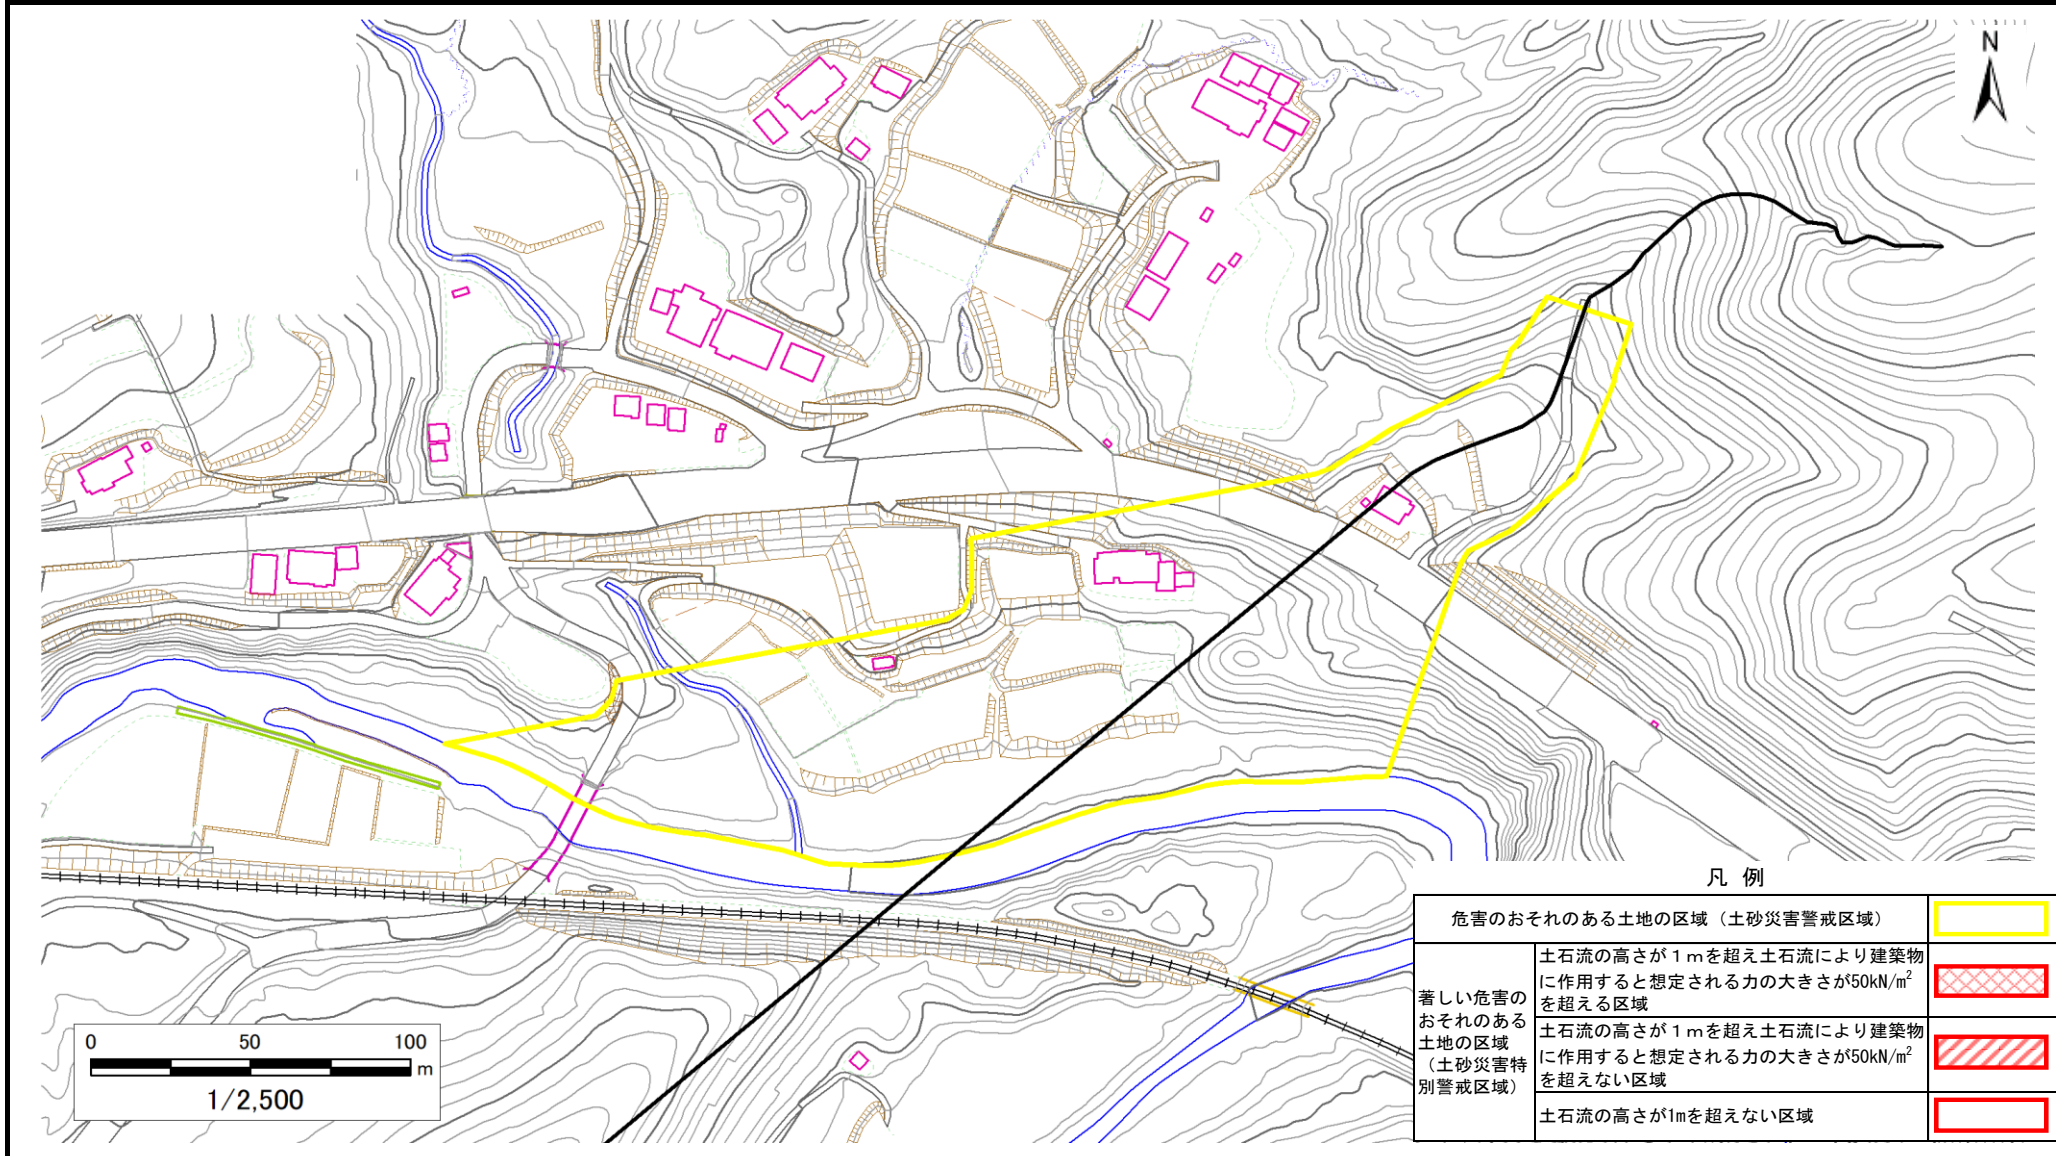 N
凡 例
危害のおそれのある土地の区域（土砂災害警戒区域）
著しい危害の
おそれのある
土地の区域
（土砂災害特
別警戒区域）
土石流の高さが１ｍを超え土石流により建築物
に作用すると想定される力の大きさが50kN/m²
を超える区域
土石流の高さが１ｍを超え土石流により建築物
に作用すると想定される力の大きさが50kN/m²
を超えない区域
土石流の高さが1mを超えない区域
0 50 100
m
1/2,500